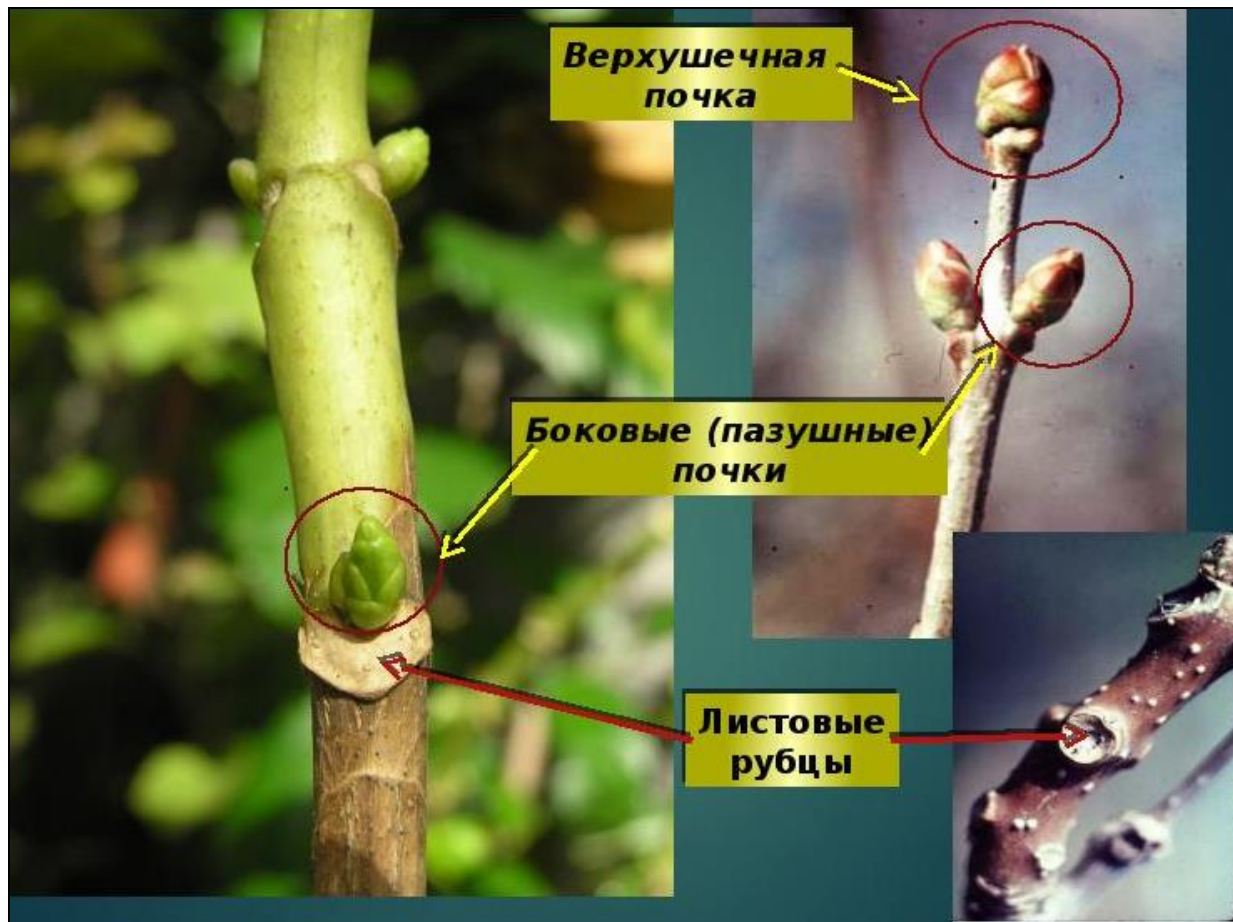 Верхушечная
почка
Боковые (пазушные)
почки
Листовые
рубцы